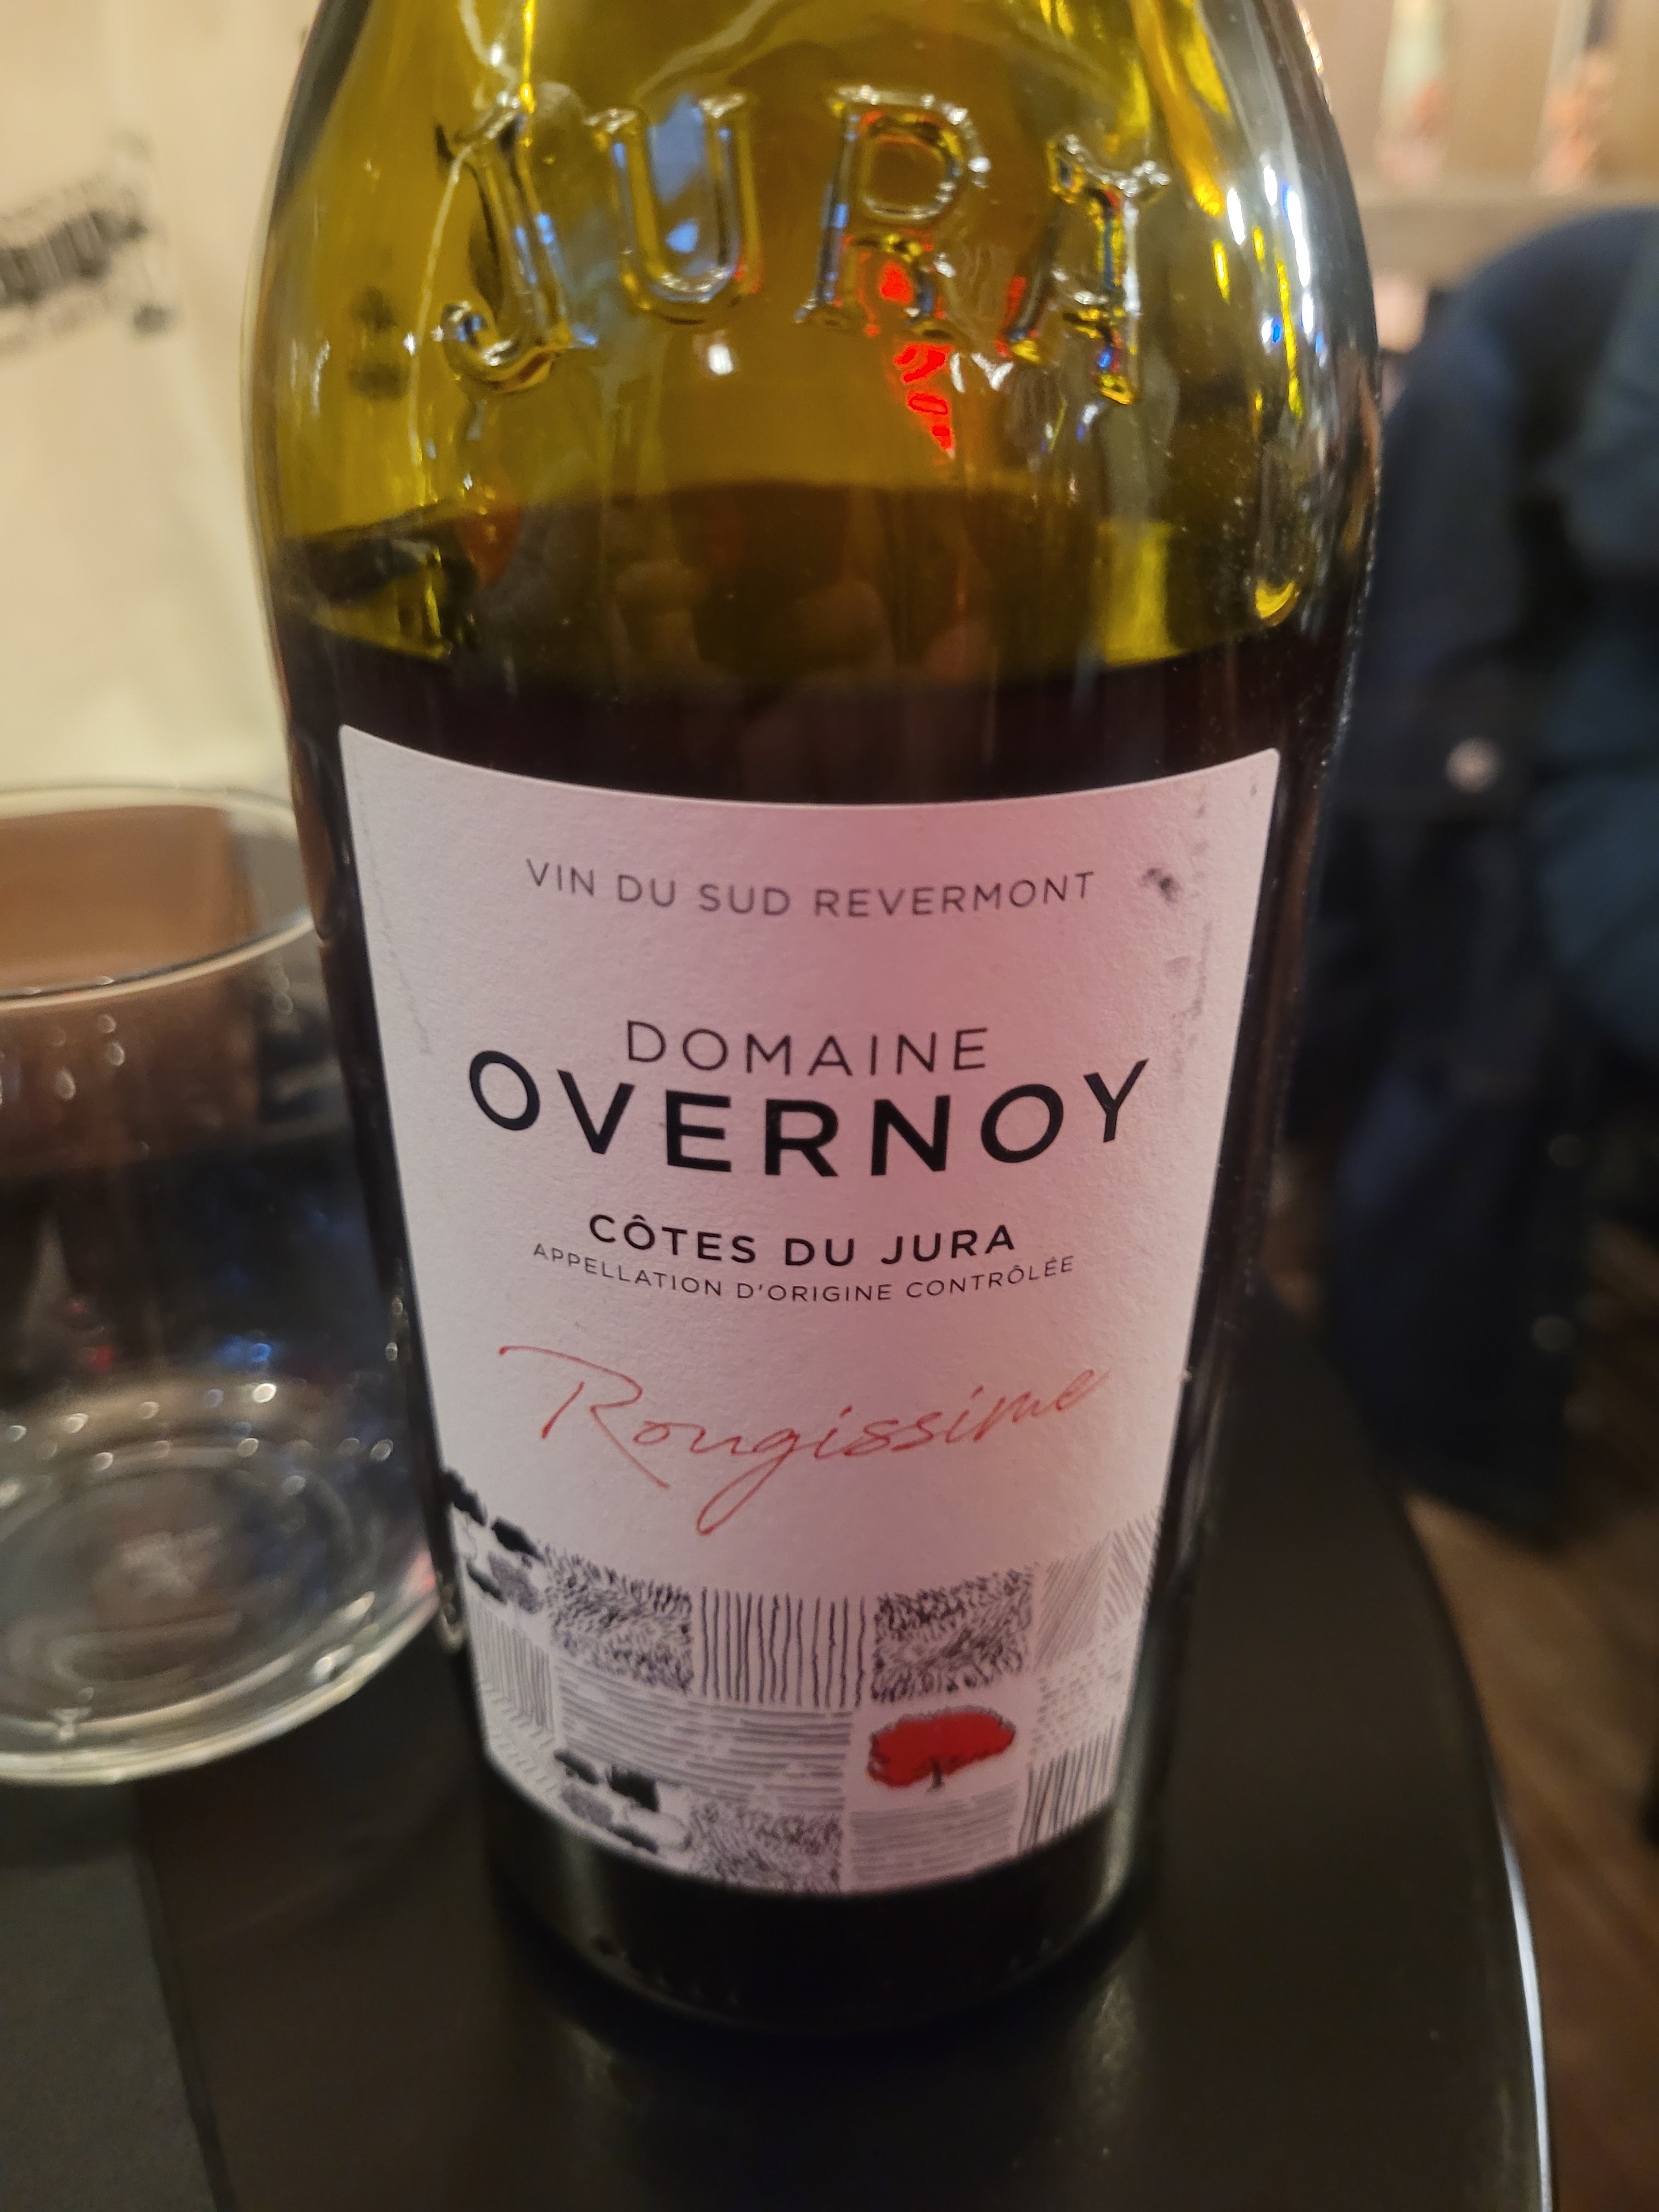 JURA
VIN DU SUD REVERMONT
DOMAINE
OVERNOY
CÔTES DU JURA
APPELLATION D'ORIGINE CONTRÔLÉE
Rougissime